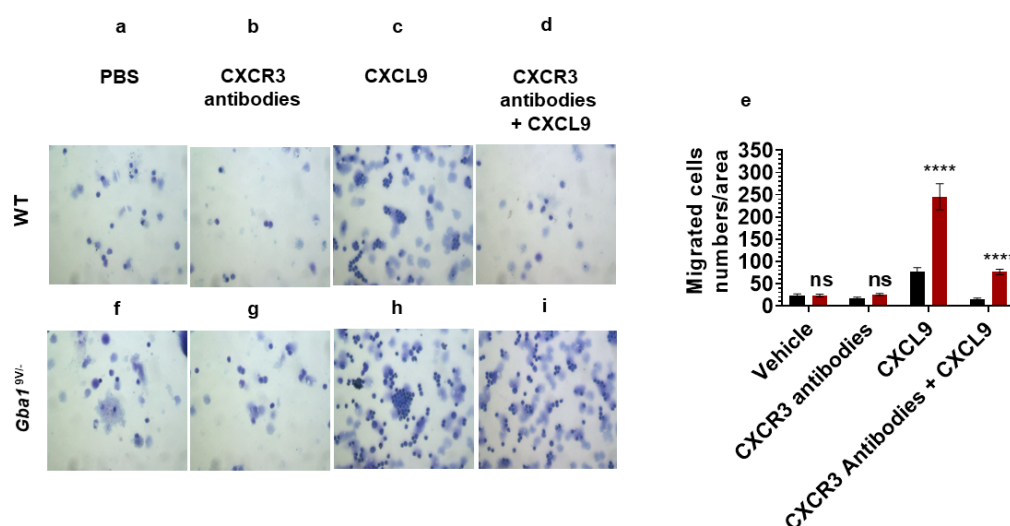 a
b
c
d
PBS
CXCR3
antibodies
CXCL9
CXCR3
antibodies
+ CXCL9
WT
f
g
h
i
Gba1 9V/-
e
Migrated cells
numbers/area
350
300
250
200
150
100
50
0
ns
ns
****
****
Vehicle
CXCR3 antibodies
CXCL9
CXCR3 Antibodies + CXCL9